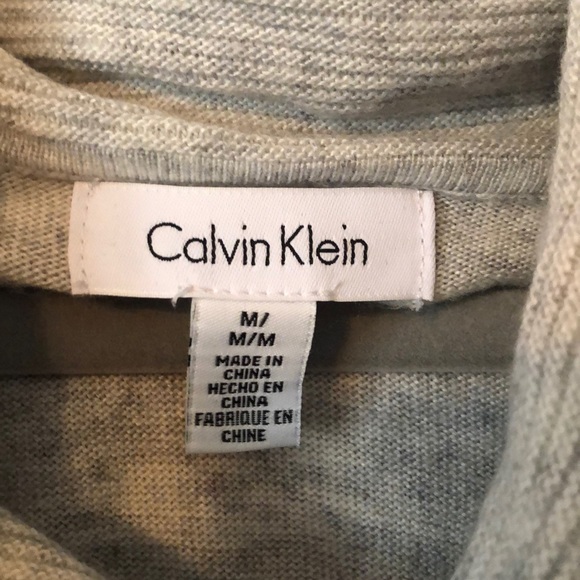 Calvin Klein
M/
M/M
MADE IN
CHINA
HECHO EN
CHINA
FABRIQUE EN
CHINE